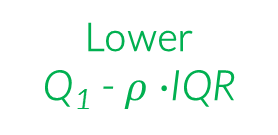 Lower
Q₁ - ρ ·IQR